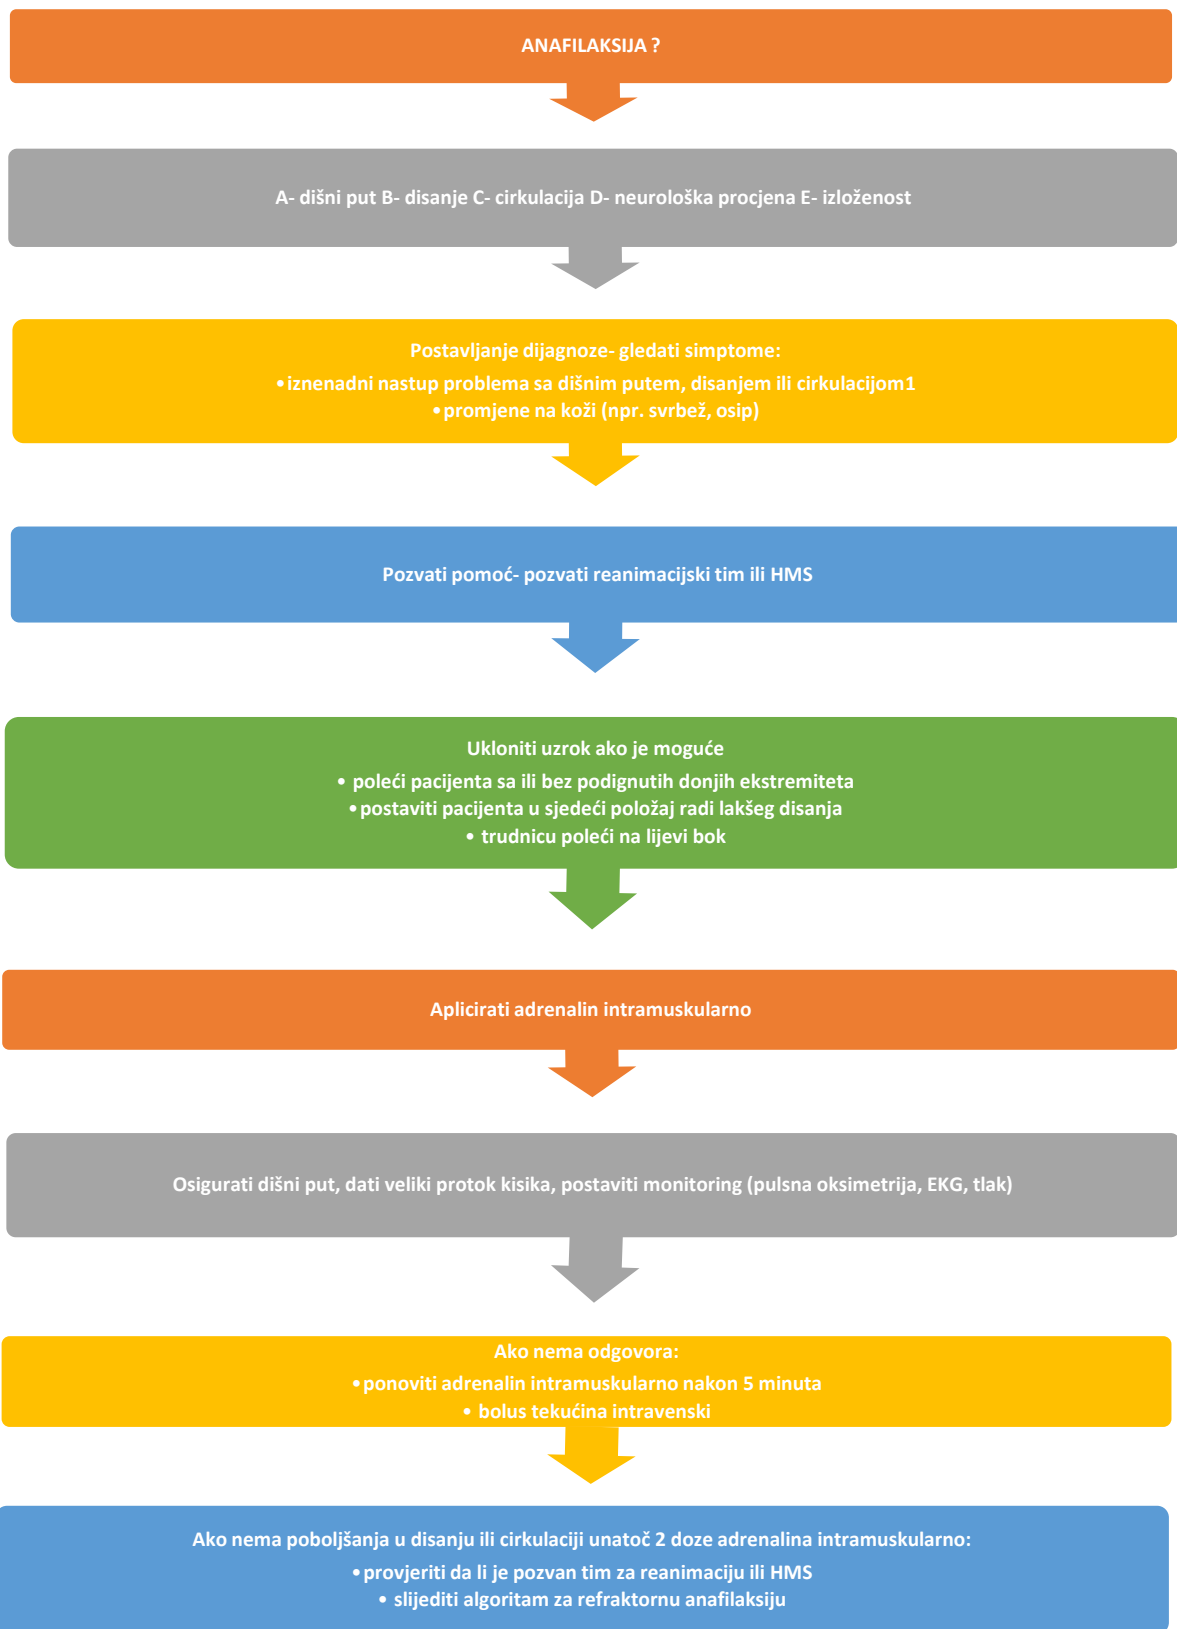 ANAFILAKSIJA ?
A- dišni put B- disanje C- cirkulacija D- neurološka procjena E- izloženost
Postavljanje dijagnoze- gledati simptome:
•iznenadni nastup problema sa dišnim putem, disanjem ili cirkulacijom1
•promjene na koži (npr. svrbež, osip)
Pozvati pomoć- pozvati reanimacijski tim ili HMS
Ukloniti uzrok ako je moguće
• poleći pacijenta sa ili bez podignutih donjih ekstremiteta
•postaviti pacijenta u sjedeći položaj radi lakšeg disanja
• trudnicu poleći na lijevi bok
Aplicirati adrenalin intramuskularno
Osigurati dišni put, dati veliki protok kisika, postaviti monitoring (pulsna oksimetrija, EKG, tlak)
Ako nema odgovora:
•ponoviti adrenalin intramuskularno nakon 5 minuta
• bolus tekućina intravenski
Ako nema poboljšanja u disanju ili cirkulaciji unatoč 2 doze adrenalina intramuskularno:
•provjeriti da li je pozvan tim za reanimaciju ili HMS
• slijediti algoritam za refraktornu anafilaksiju